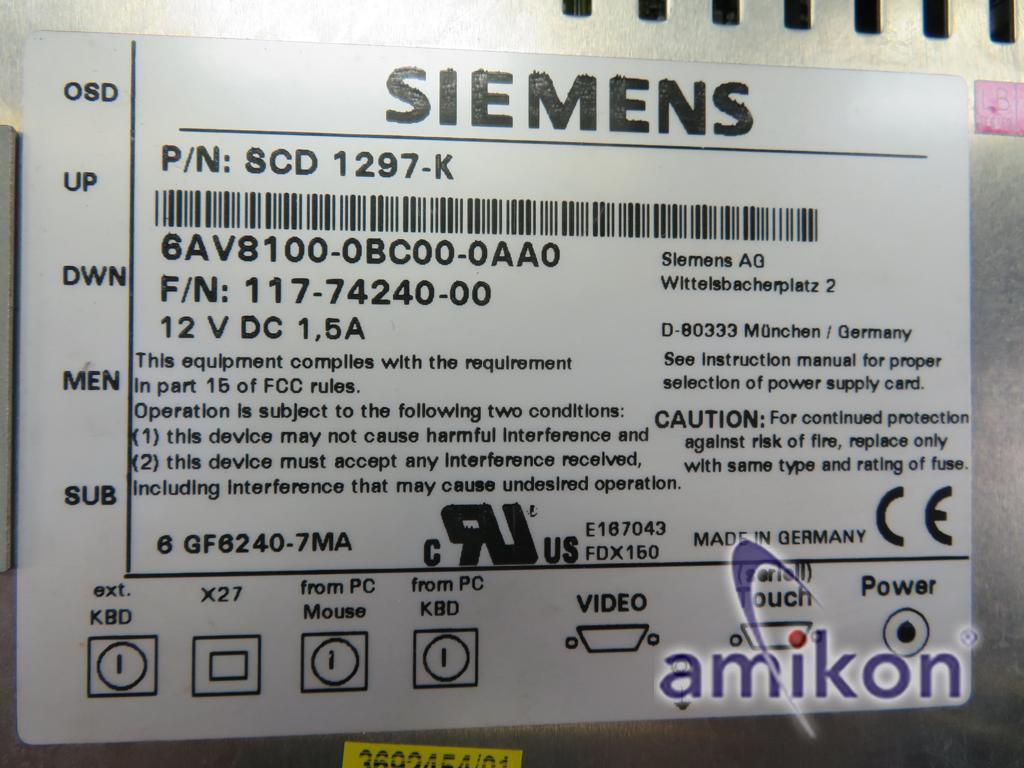 SIEMENS
OSD
UP
DWN
MEN
SUB
P/N: SCD 1297-K
6AV8100-0BC00-0AA0
F/N: 117-74240-00
12 V DC 1,5A
Siemens AG
Wittelsbacherplatz 2
D-80333 München / Germany
See Instruction manual for proper
selection of power supply card.
This equipment complies with the requirement
in part 15 of FCC rules.
Operation is subject to the following two conditions:
(1) this device may not cause harmful Interference and
(2) this device must accept any Interference received,
Including Interference that may cause undesired operation.
CAUTION: For continued protection
against risk of fire, replace only
with same type and rating of fuse.
6 GF6240-7MA
c RU US
E167043
FDX150
MADE IN GERMANY
CE
ext.
KBD
X27
from PC
Mouse
from PC
KBD
VIDEO
(seriell)
Touch
Power
amikon®
3692454/01